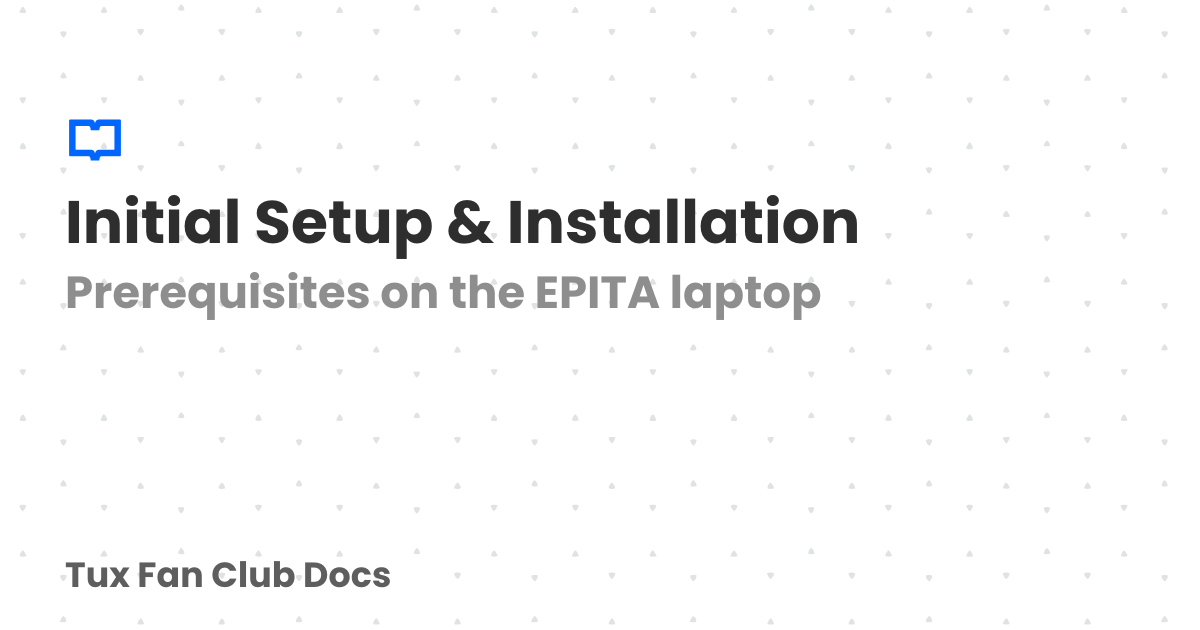 Initial Setup & Installation
Prerequisites on the EPITA laptop
Tux Fan Club Docs